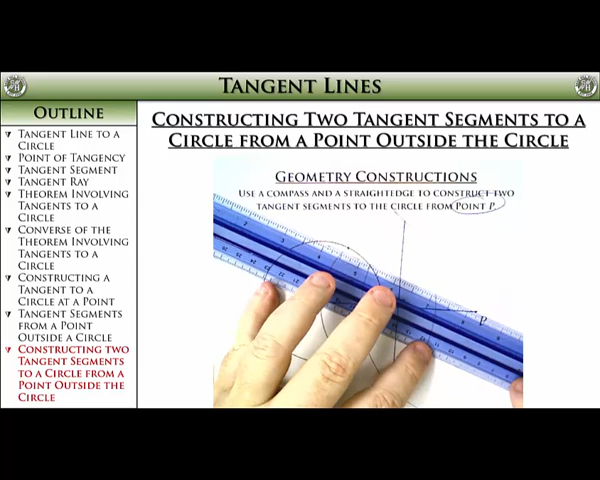 TANGENT LINES
OUTLINE
TANGENT LINE TO A
CIRCLE
POINT OF TANGENCY
TANGENT SEGMENT
TANGENT RAY
THEOREM INVOLVING
TANGENTS TO A
CIRCLE
CONVERSE OF THE
THEOREM INVOLVING
TANGENTS TO A
CIRCLE
CONSTRUCTING A
TANGENT TO A
CIRCLE AT A POINT
TANGENT SEGMENTS
FROM A POINT
OUTSIDE A CIRCLE
CONSTRUCTING TWO
TANGENT SEGMENTS
TO A CIRCLE FROM A
POINT OUTSIDE THE
CIRCLE
CONSTRUCTING TWO TANGENT SEGMENTS TO A
CIRCLE FROM A POINT OUTSIDE THE CIRCLE
GEOMETRY CONSTRUCTIONS
USE A COMPASS AND A STRAIGHTEDGE TO CONSTRUCT TWO
TANGENT SEGMENTS TO THE CIRCLE FROM POINT P.
P